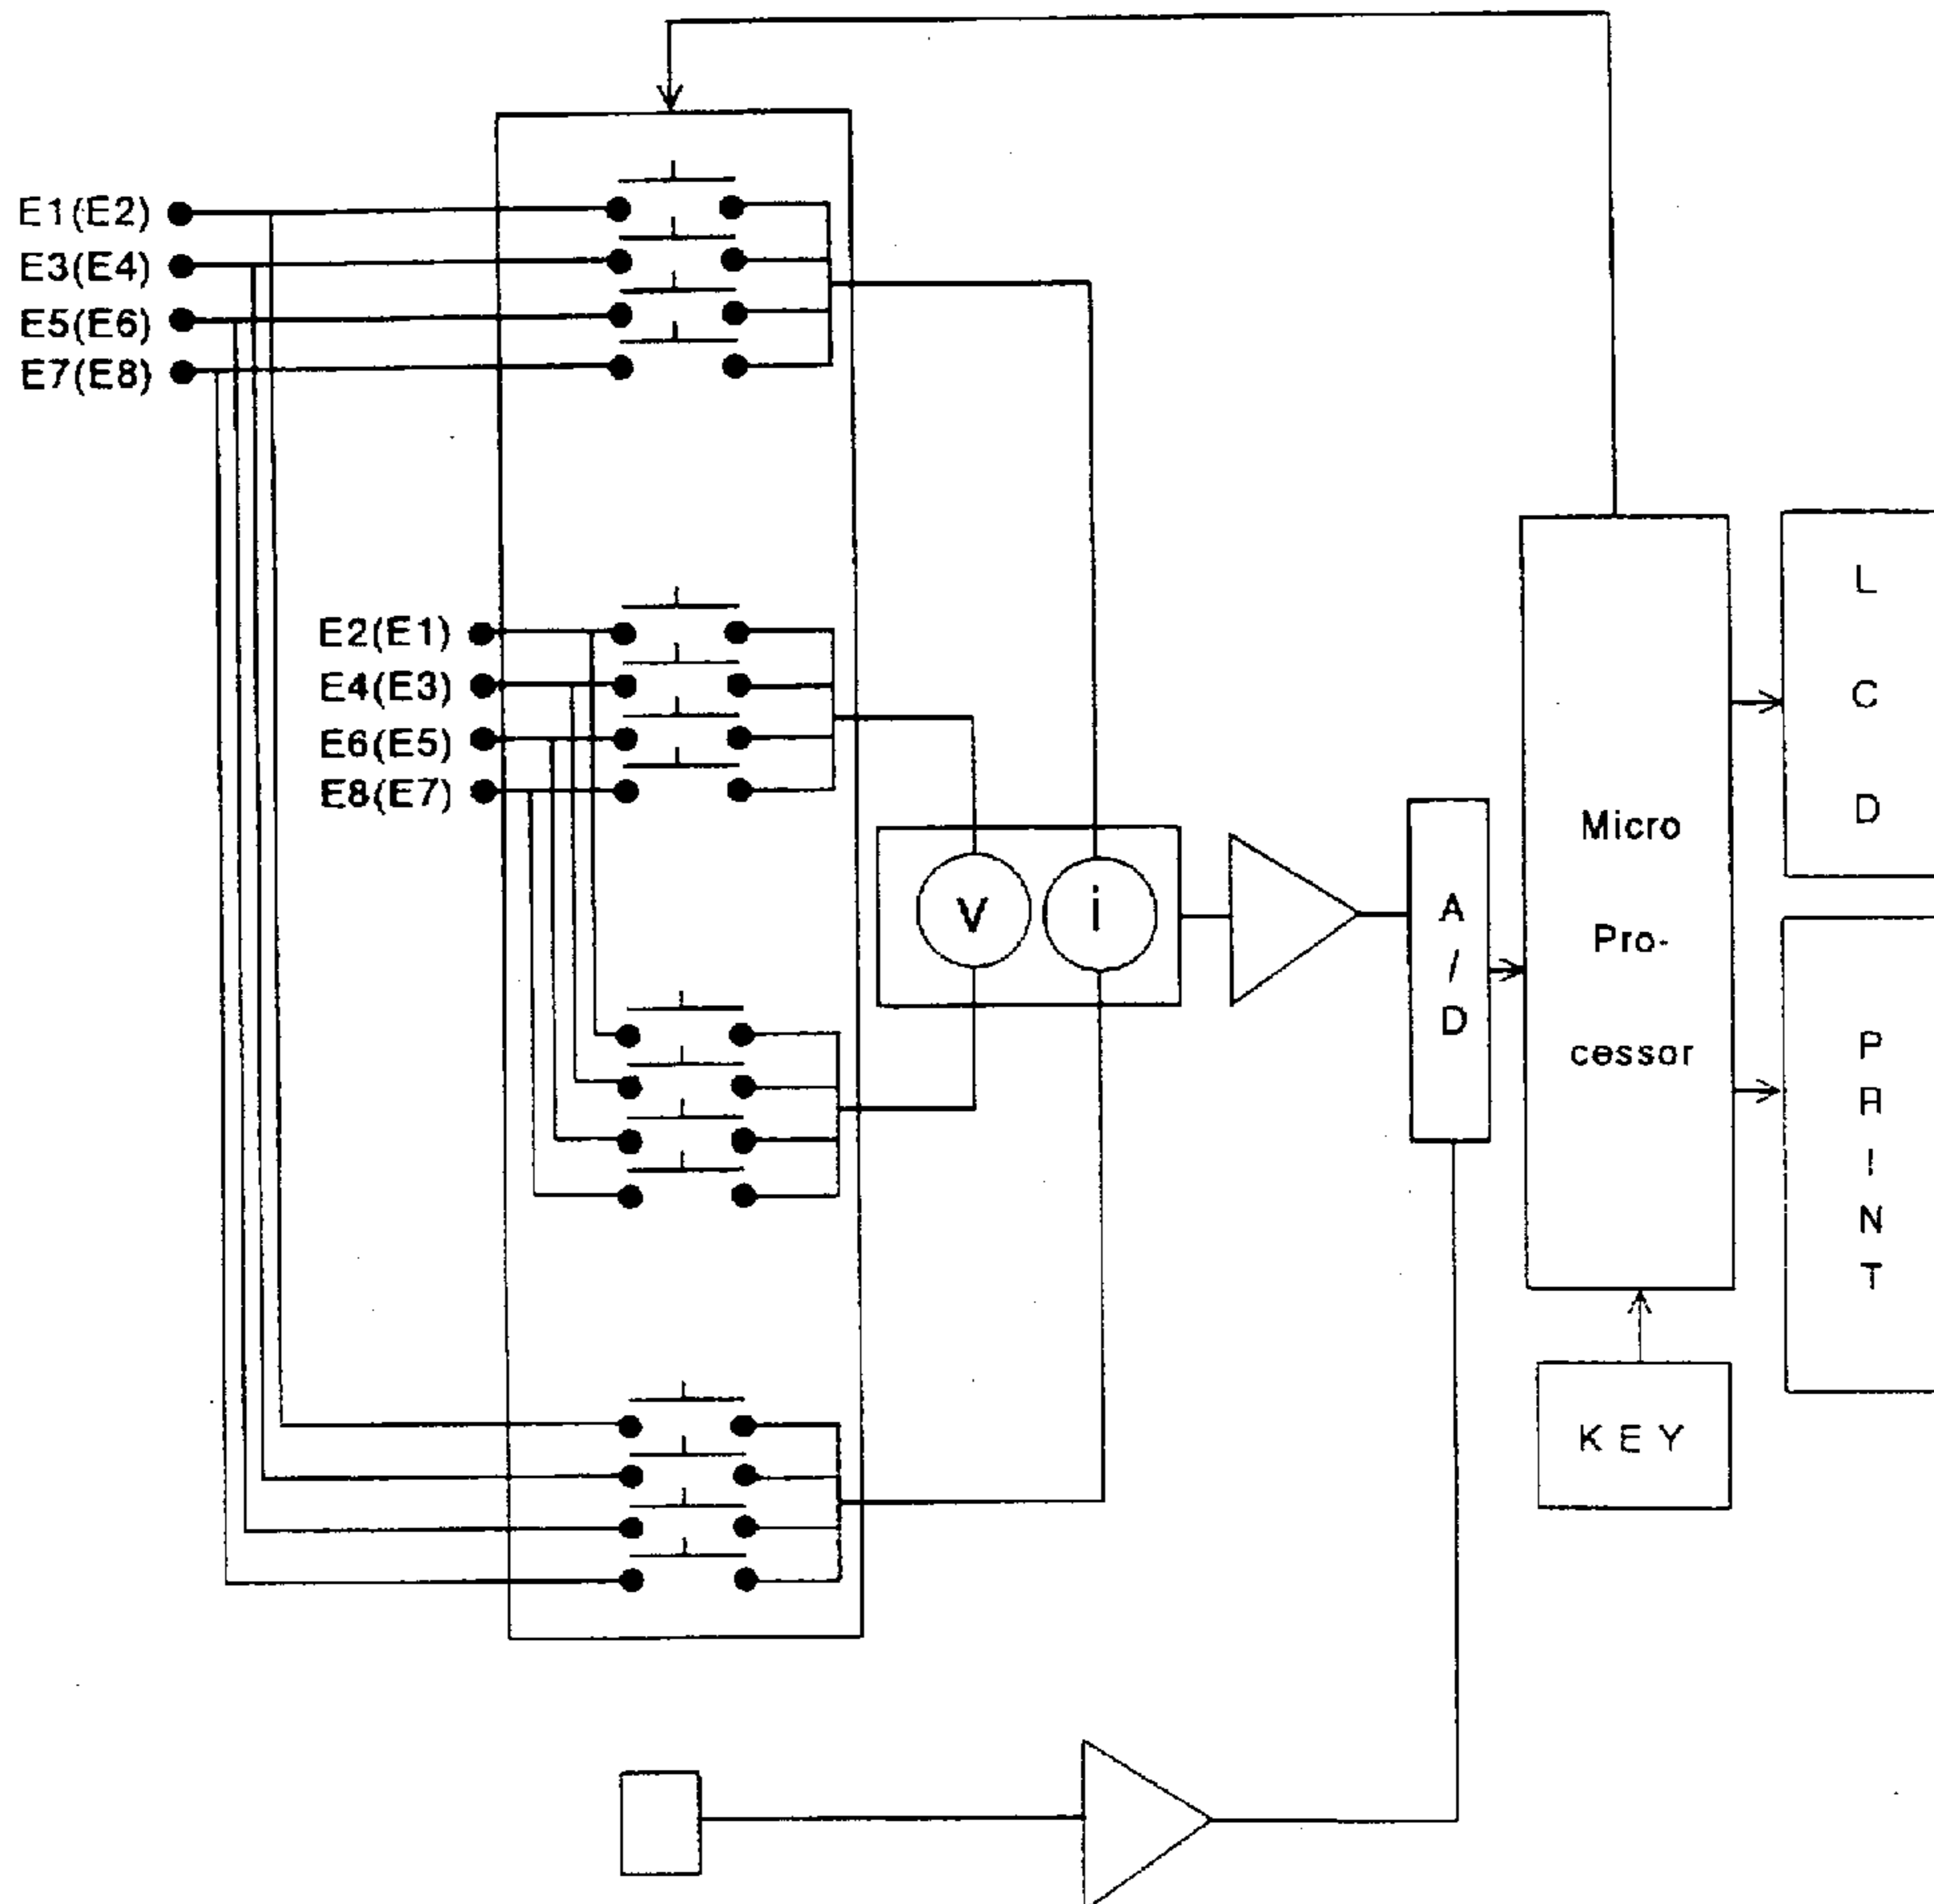 E1(E2)
E3(E4)
E5(E6)
E7(E8)
E2(E1)
E4(E3)
E6(E5)
E8(E7)
v
i
A
/
D
Micro
Pro-
cessor
L
C
D
P
R
I
N
T
KEY